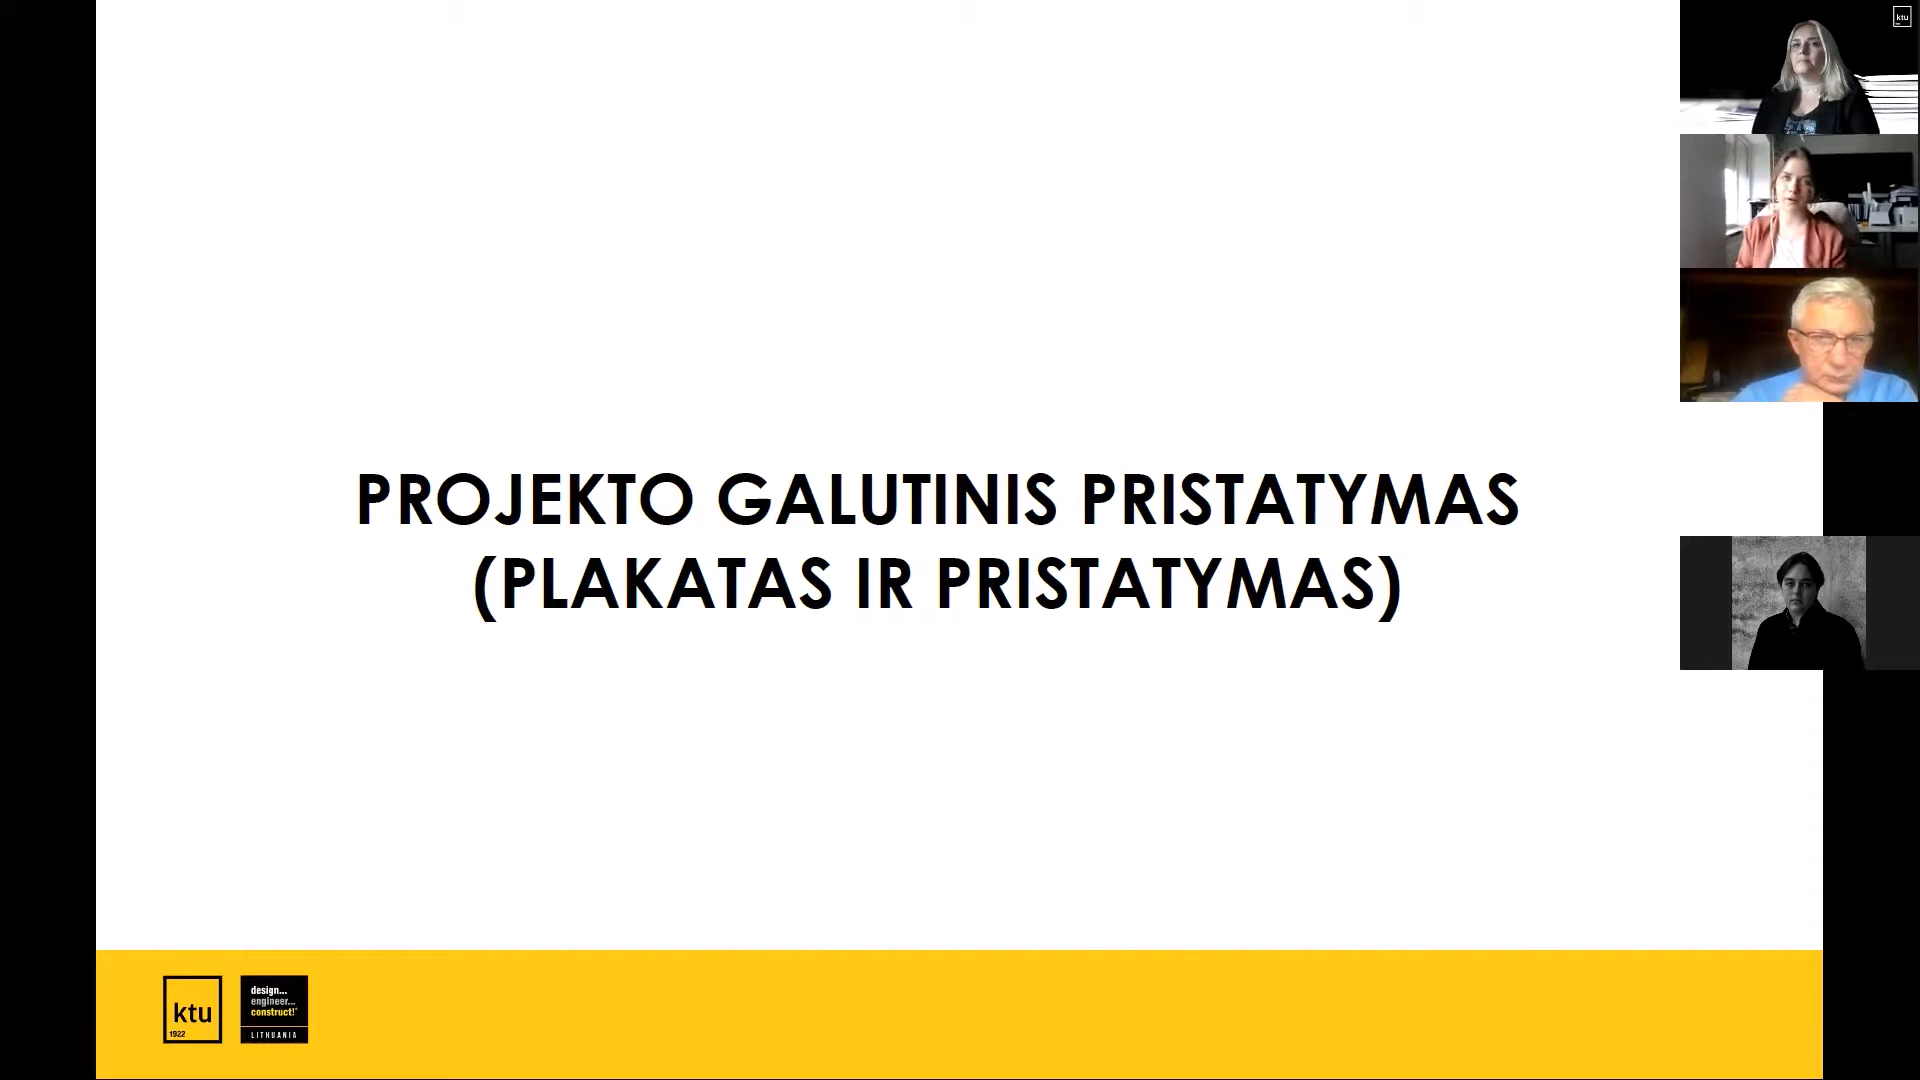 ktu
PROJEKTO GALUTINIS PRISTATYMAS
(PLAKATAS IR PRISTATYMAS)
ktu
1922
design...
engineer...
construct!
LITHUANIA